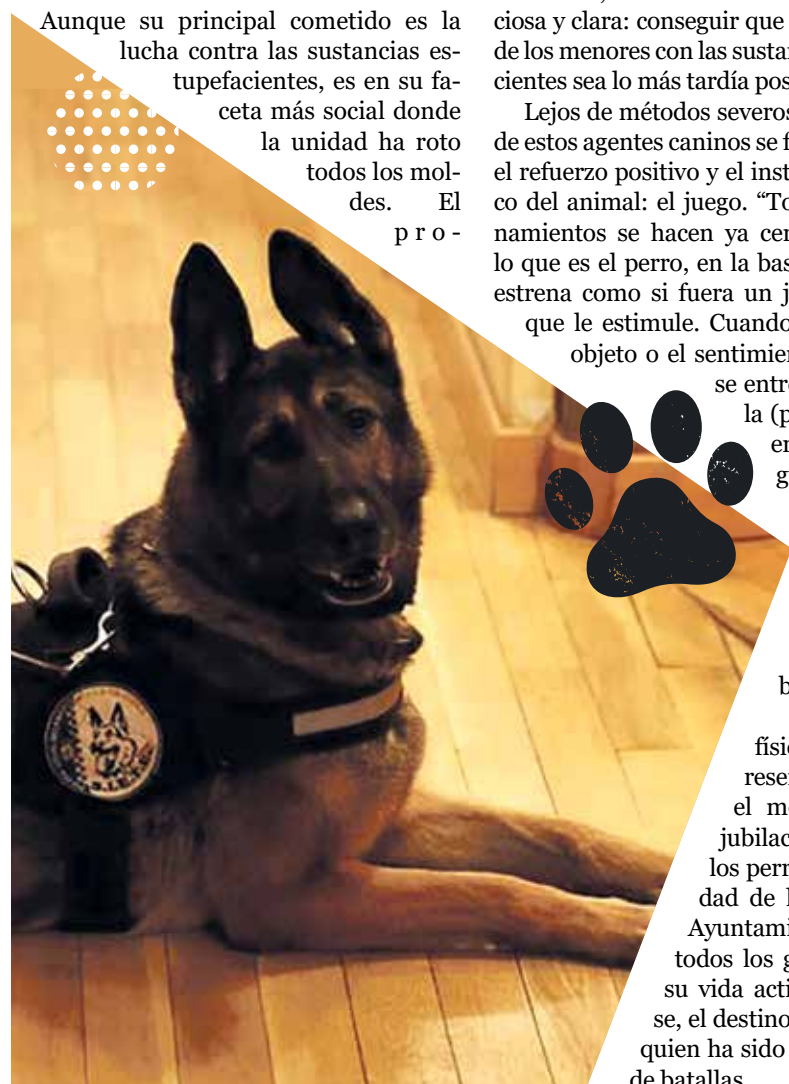 Aunque su principal cometido es la
lucha contra las sustancias es-
tupefacientes, es en su fa-
ceta más social donde
la unidad ha roto
todos los mol-
des. El
pro-
ciosa y clara: conseguir que
de los menores con las sustan
cientes sea lo más tardía pos
Lejos de métodos severos
de estos agentes caninos se f
el refuerzo positivo y el inst
co del animal: el juego. “To
namientos se hacen ya cen
lo que es el perro, en la bas
estrena como si fuera un j
que le estimule. Cuando
objeto o el sentimien
se entre
la (p
en
g
b
físic
reser
el mo
jubilac
los perr
dad de l
Ayuntami
todos los g
su vida acti
se, el destino
quien ha sido
de batallas